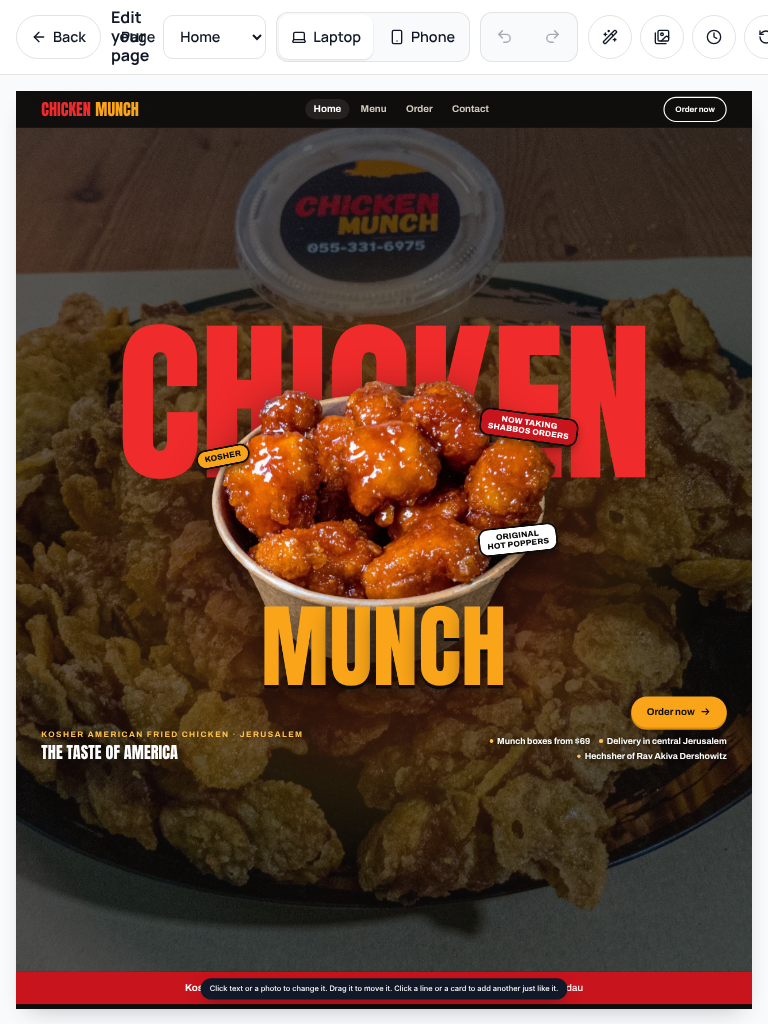 Back
Edit your page
Page
Home
Laptop
Phone
CHICKEN MUNCH
Home
Menu
Order
Contact
Order now
CHICKEN
MUNCH
055-331-6975
CHICKEN
KOSHER
NOW TAKING
SHABBOS ORDERS
ORIGINAL
HOT POPPERS
MUNCH
Order now
KOSHER AMERICAN FRIED CHICKEN · JERUSALEM
THE TASTE OF AMERICA
• Munch boxes from $69 • Delivery in central Jerusalem
• Hechsher of Rav Akiva Dershowitz
Click text or a photo to change it. Drag it to move it. Click a line or a card to add another just like it.